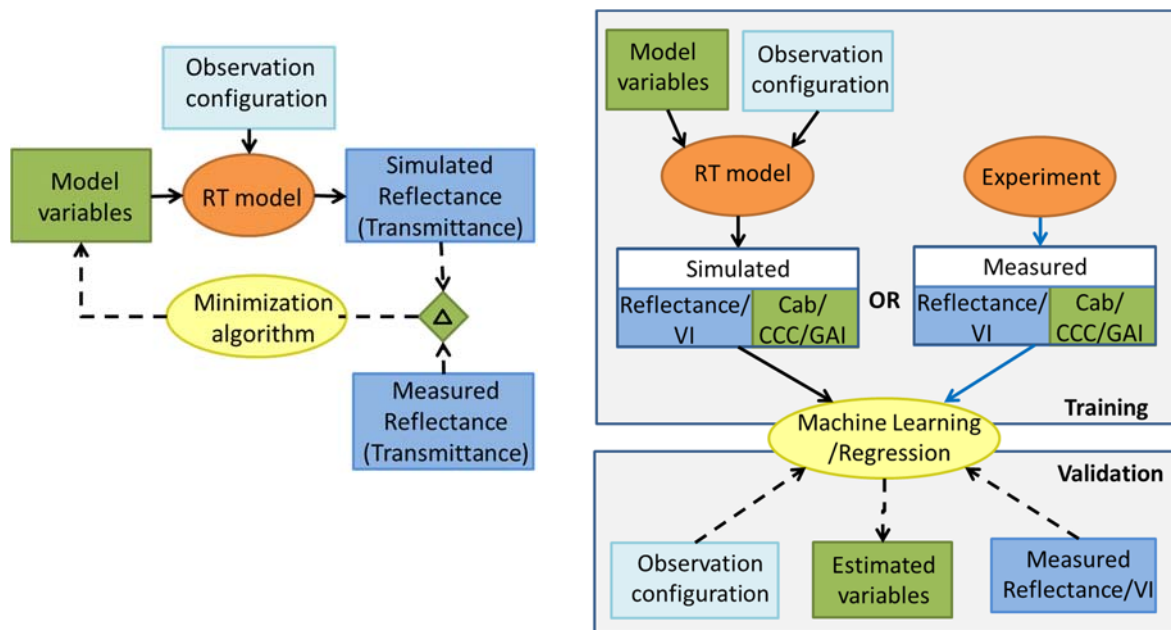 Observation
configuration
Model
variables
RT model
Simulated
Reflectance
(Transmittance)
Minimization
algorithm
Δ
Measured
Reflectance
(Transmittance)
Model
variables
Observation
configuration
RT model
Experiment
Simulated
Reflectance/
VI
Cab/
CCC/GAI
OR
Measured
Reflectance/
VI
Cab/
CCC/GAI
Training
Machine Learning
/Regression
Validation
Observation
configuration
Estimated
variables
Measured
Reflectance/VI